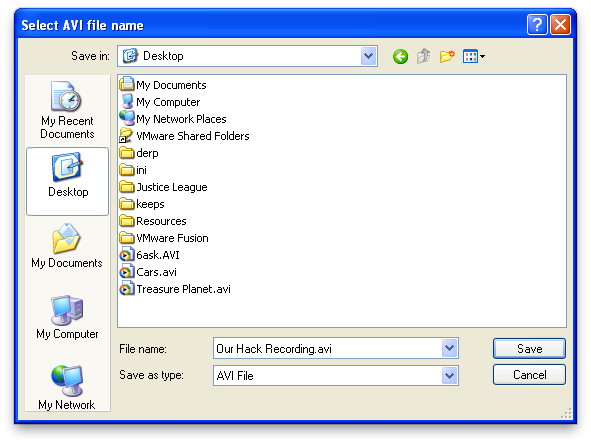 Select AVI file name
Save in:
Desktop
My Recent
Documents
Desktop
My Documents
My Computer
My Network
My Documents
My Computer
My Network Places
VMware Shared Folders
derp
ini
Justice League
keeps
Resources
VMware Fusion
6ask.AVI
Cars.avi
Treasure Planet.avi
File name:
Our Hack Recording.avi
Save
Save as type:
AVI File
Cancel